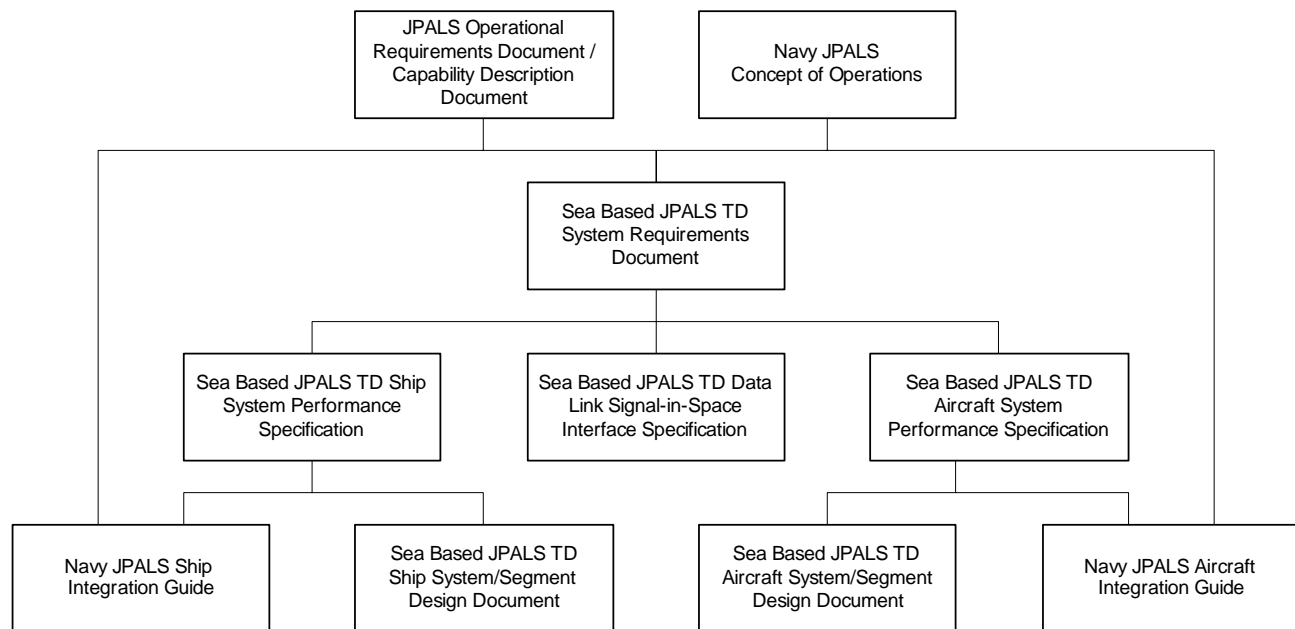 JPALS Operational
Requirements Document /
Capability Description
Document
Navy JPALS
Concept of Operations
Sea Based JPALS TD
System Requirements
Document
Sea Based JPALS TD Ship
System Performance
Specification
Sea Based JPALS TD Data
Link Signal-in-Space
Interface Specification
Sea Based JPALS TD
Aircraft System
Performance Specification
Navy JPALS Ship
Integration Guide
Sea Based JPALS TD
Ship System/Segment
Design Document
Sea Based JPALS TD
Aircraft System/Segment
Design Document
Navy JPALS Aircraft
Integration Guide